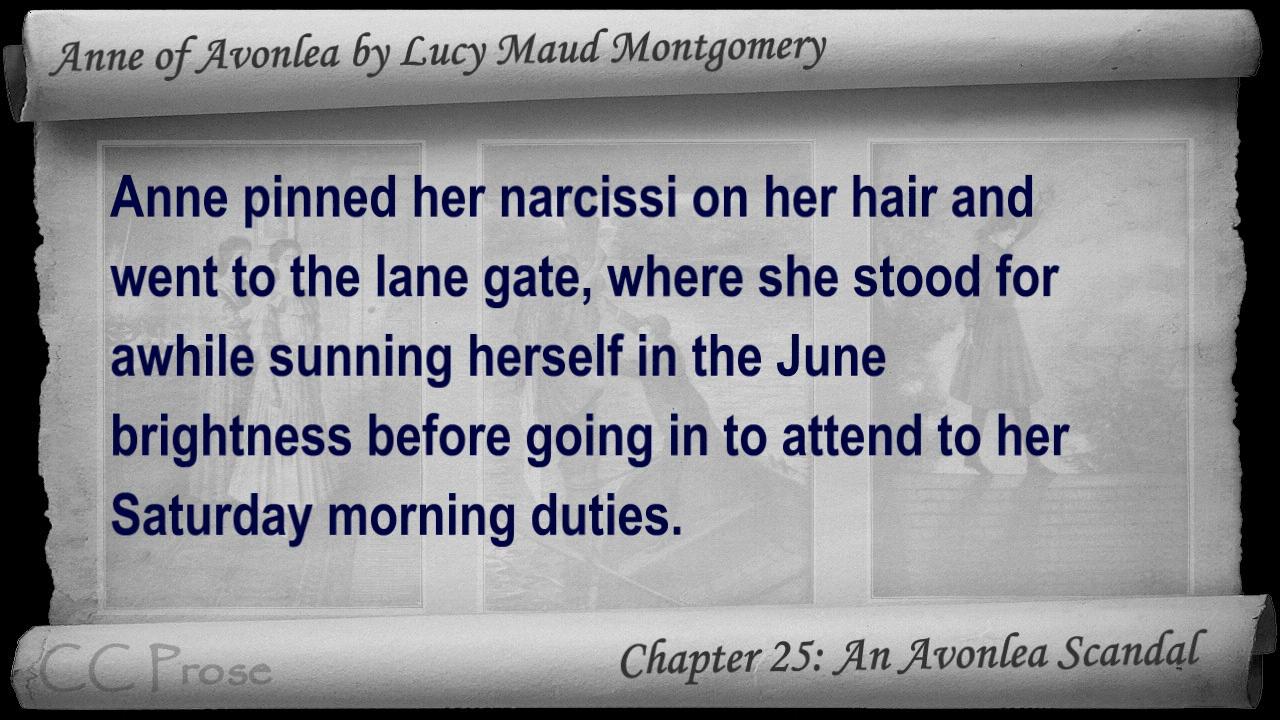 Anne of Avonlea by Lucy Maud Montgomery
Anne pinned her narcissi on her hair and
went to the lane gate, where she stood for
awhile sunning herself in the June
brightness before going in to attend to her
Saturday morning duties.
CC Prose
Chapter 25: An Avonlea Scandal